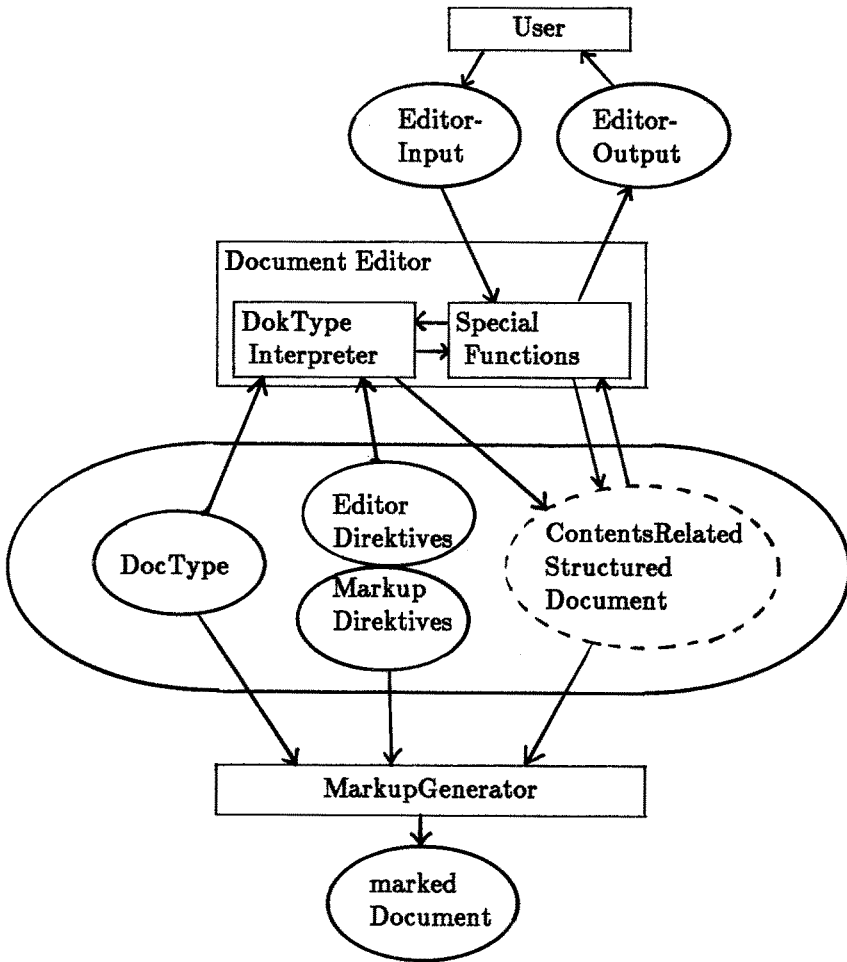 User
Editor-
Input
Editor-
Output
Document Editor
DokType
Interpreter
Special
Functions
Editor
Direktives
DocType
Markup
Direktives
ContentsRelated
Structured
Document
MarkupGenerator
marked
Document